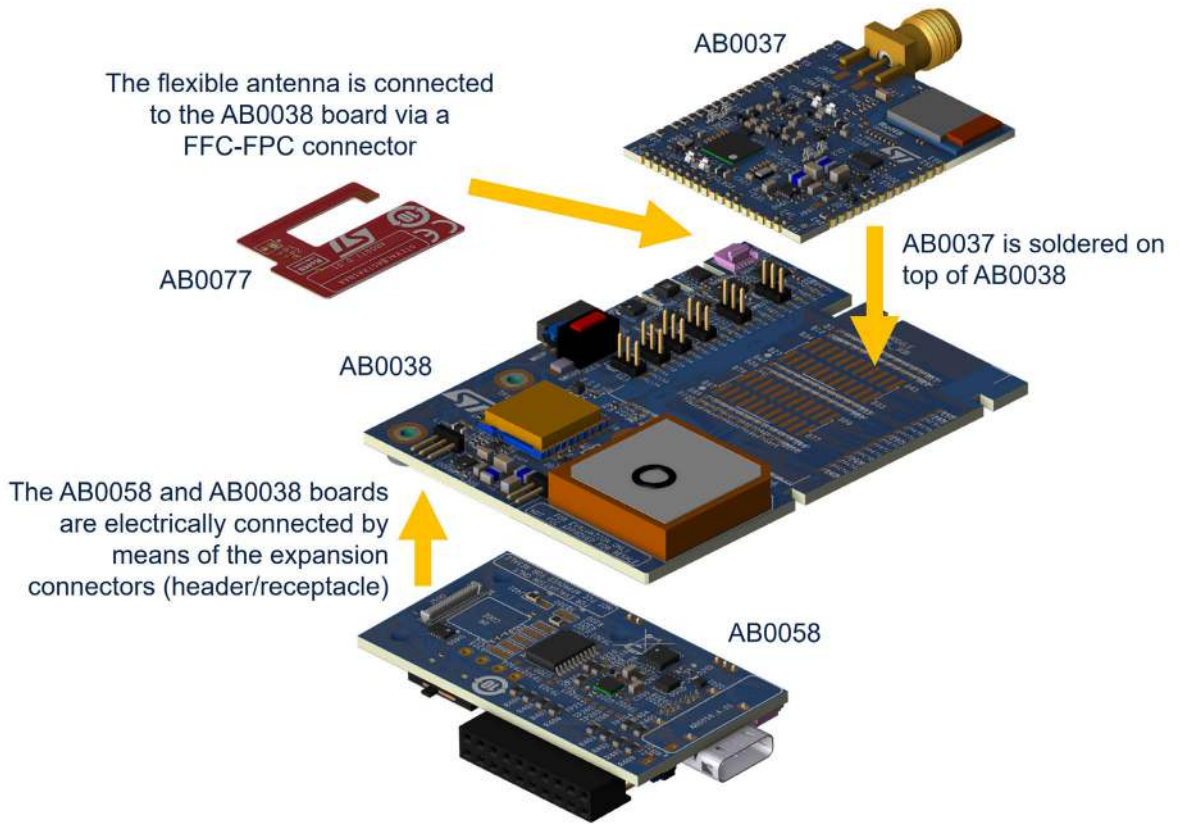 AB0037
The flexible antenna is connected
to the AB0038 board via a
FFC-FPC connector
AB0077
AB0037 is soldered on
top of AB0038
AB0038
The AB0058 and AB0038 boards
are electrically connected by
means of the expansion
connectors (header/receptacle)
AB0058